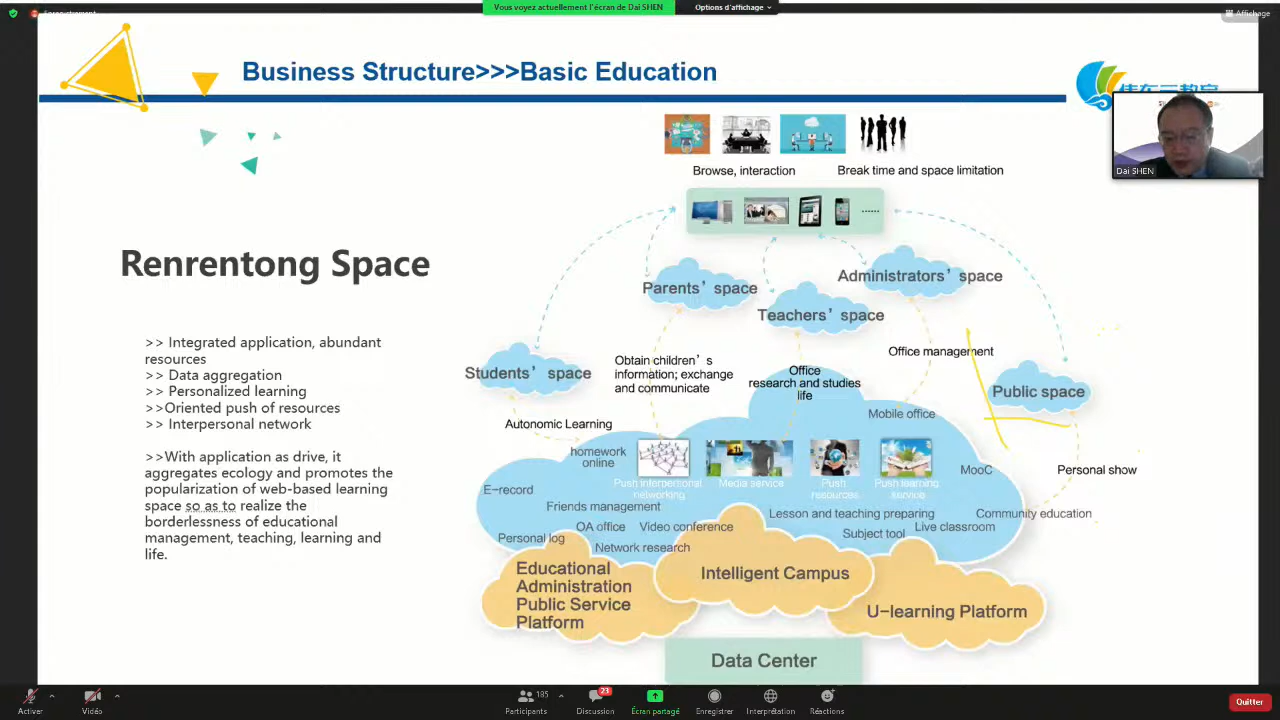 Enregistrement
Vous voyez actuellement l'écran de Dai SHEN
Options d'affichage
Affichage
Business Structure>>>Basic Education
Dai SHEN
Browse, interaction
Break time and space limitation
......
Renrentong Space
>> Integrated application, abundant
resources
>> Data aggregation
>> Personalized learning
>>Oriented push of resources
>> Interpersonal network
>>With application as drive, it
aggregates ecology and promotes the
popularization of web-based learning
space so as to realize the
borderlessness of educational
management, teaching, learning and
life.
Parents' space
Administrators' space
Teachers' space
Students' space
Public space
Obtain children's
information; exchange
and communicate
Office
research and studies
life
Office management
Mobile office
Autonomic Learning
Personal show
homework
online
E-record
Push interpersonal
networking
Media service
Push
resources
Push learning
service
MooC
Friends management
Lesson and teaching preparing
Community education
OA office
Video conference
Subject tool
Live classroom
Personal log
Network research
Educational
Administration
Public Service
Platform
Intelligent Campus
U-learning Platform
Data Center
Activer
Vidéo
185
Participants
23
Discussion
Écran partagé
Enregistrer
Interprétation
Réactions
Quitter